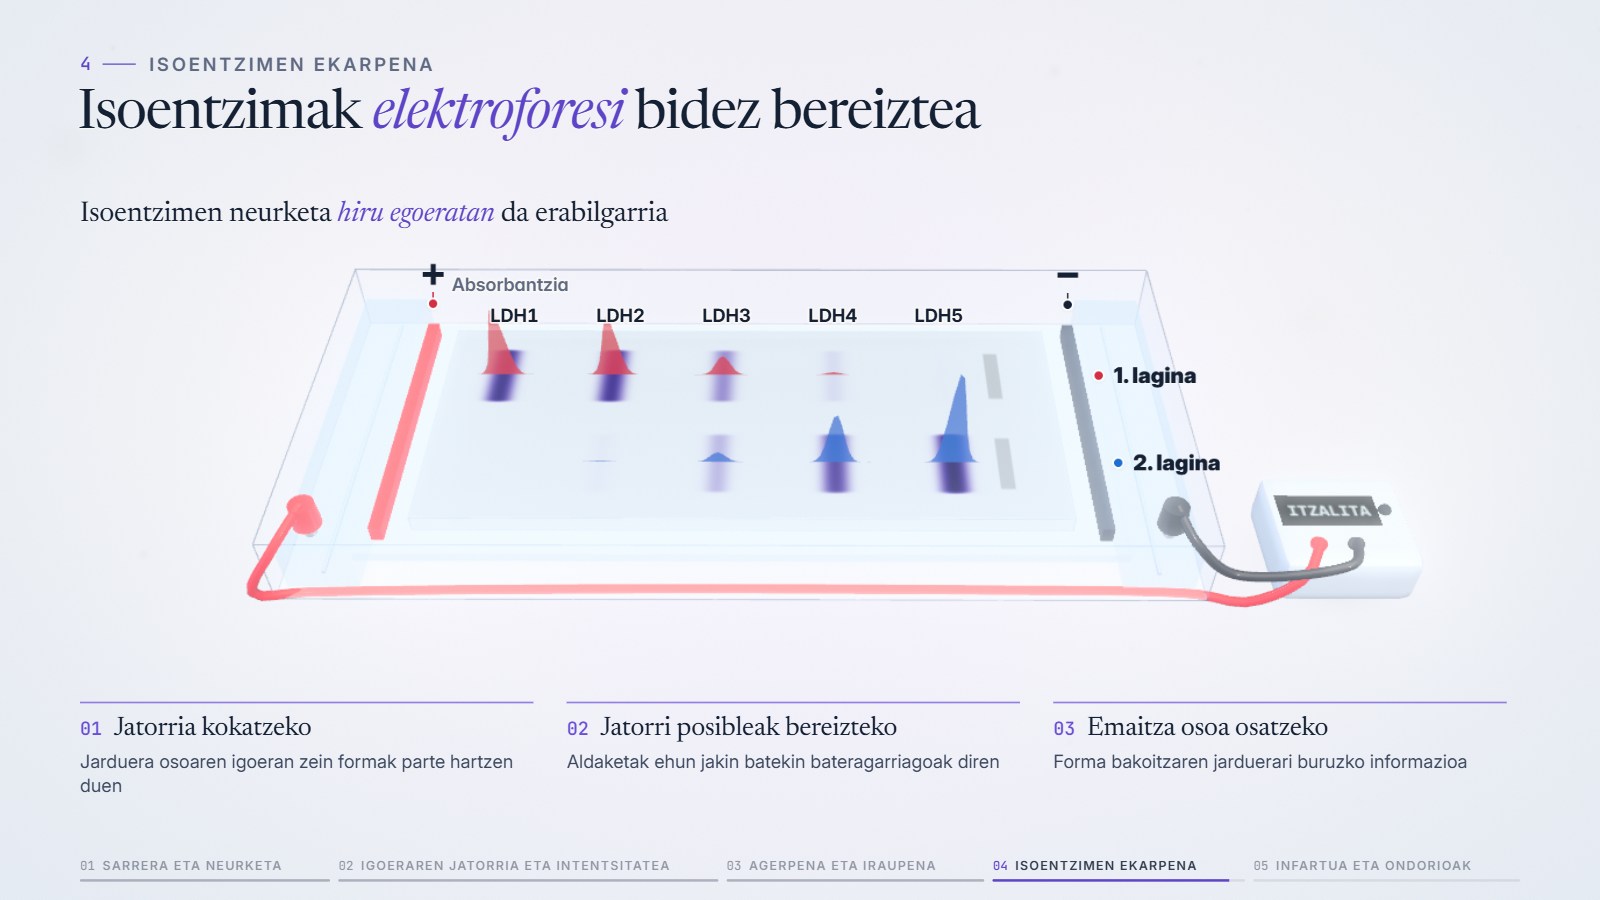 4 — ISOENTZIMEN EKARPENA
Isoentzimak elektroforesi bidez bereiztea
Isoentzimen neurketa hiru egoeratan da erabilgarria
+
−
Absorbantzia
LDH1 LDH2 LDH3 LDH4 LDH5
1. lagina
2. lagina
ITZALITA
01 Jatorria kokatzeko
Jarduera osoaren igoeran zein formak parte hartzen
duen
02 Jatorri posibleak bereizteko
Aldaketak ehun jakin batekin bateragarriagoak diren
03 Emaitza osoa osatzeko
Forma bakoitzaren jarduerari buruzko informazioa
01 SARRERA ETA NEURKETA
02 IGOERAREN JATORRIA ETA INTENTSITATEA
03 AGERPENA ETA IRAUPENA
04 ISOENTZIMEN EKARPENA
05 INFARTUA ETA ONDORIOAK